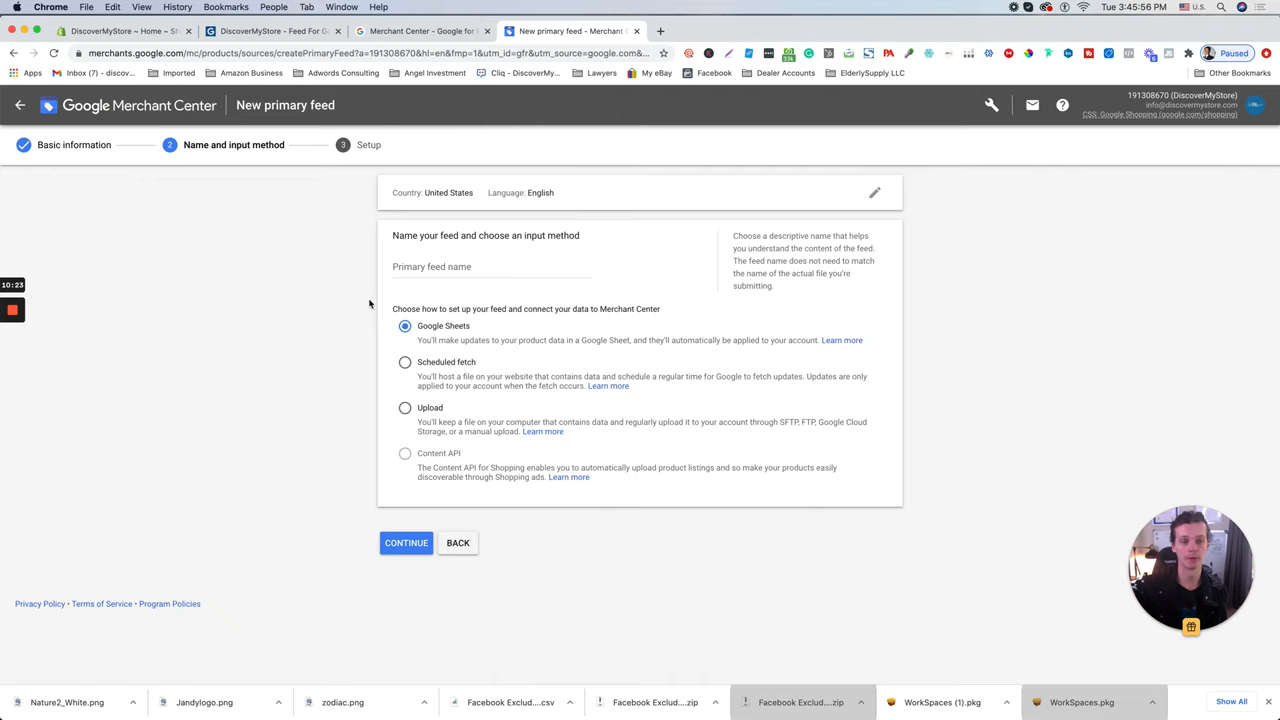 Chrome File Edit View History Bookmarks People Tab Window Help
U.S.
Tue 3:45:56 PM
DiscoverMyStore ~ Home ~ Sh
DiscoverMyStore - Feed For G
Merchant Center - Google for R
New primary feed - Merchant C
merchants.google.com/mc/products/sources/createPrimaryFeed?a=191308670&hl=en&fmp=1&utm_id=gfr&utm_source=google.com&...
Paused
Apps
Inbox (7) - discov...
Imported
Amazon Business
Adwords Consulting
Angel Investment
Cliq - DiscoverMy...
Lawyers
My eBay
Facebook
Dealer Accounts
ElderlySupply LLC
Other Bookmarks
Google Merchant Center
New primary feed
191308670 (DiscoverMyStore)
info@discovermystore.com
CSS: Google Shopping (google.com/shopping)
Basic information
2 Name and input method
3 Setup
Country: United States Language: English
10:23
Name your feed and choose an input method
Primary feed name
Choose a descriptive name that helps
you understand the content of the feed.
The feed name does not need to match
the name of the actual file you're
submitting.
Choose how to set up your feed and connect your data to Merchant Center
Google Sheets
You'll make updates to your product data in a Google Sheet, and they'll automatically be applied to your account. Learn more
Scheduled fetch
You'll host a file on your website that contains data and schedule a regular time for Google to fetch updates. Updates are only
applied to your account when the fetch occurs. Learn more
Upload
You'll keep a file on your computer that contains data and regularly upload it to your account through SFTP, FTP, Google Cloud
Storage, or a manual upload. Learn more
Content API
The Content API for Shopping enables you to automatically upload product listings and so make your products easily
discoverable through Shopping ads. Learn more
CONTINUE
BACK
Privacy Policy • Terms of Service • Program Policies
Nature2_White.png
Jandylogo.png
zodiac.png
Facebook Exclud....csv
Facebook Exclud....zip
Facebook Exclud....zip
WorkSpaces (1).pkg
WorkSpaces.pkg
Show All